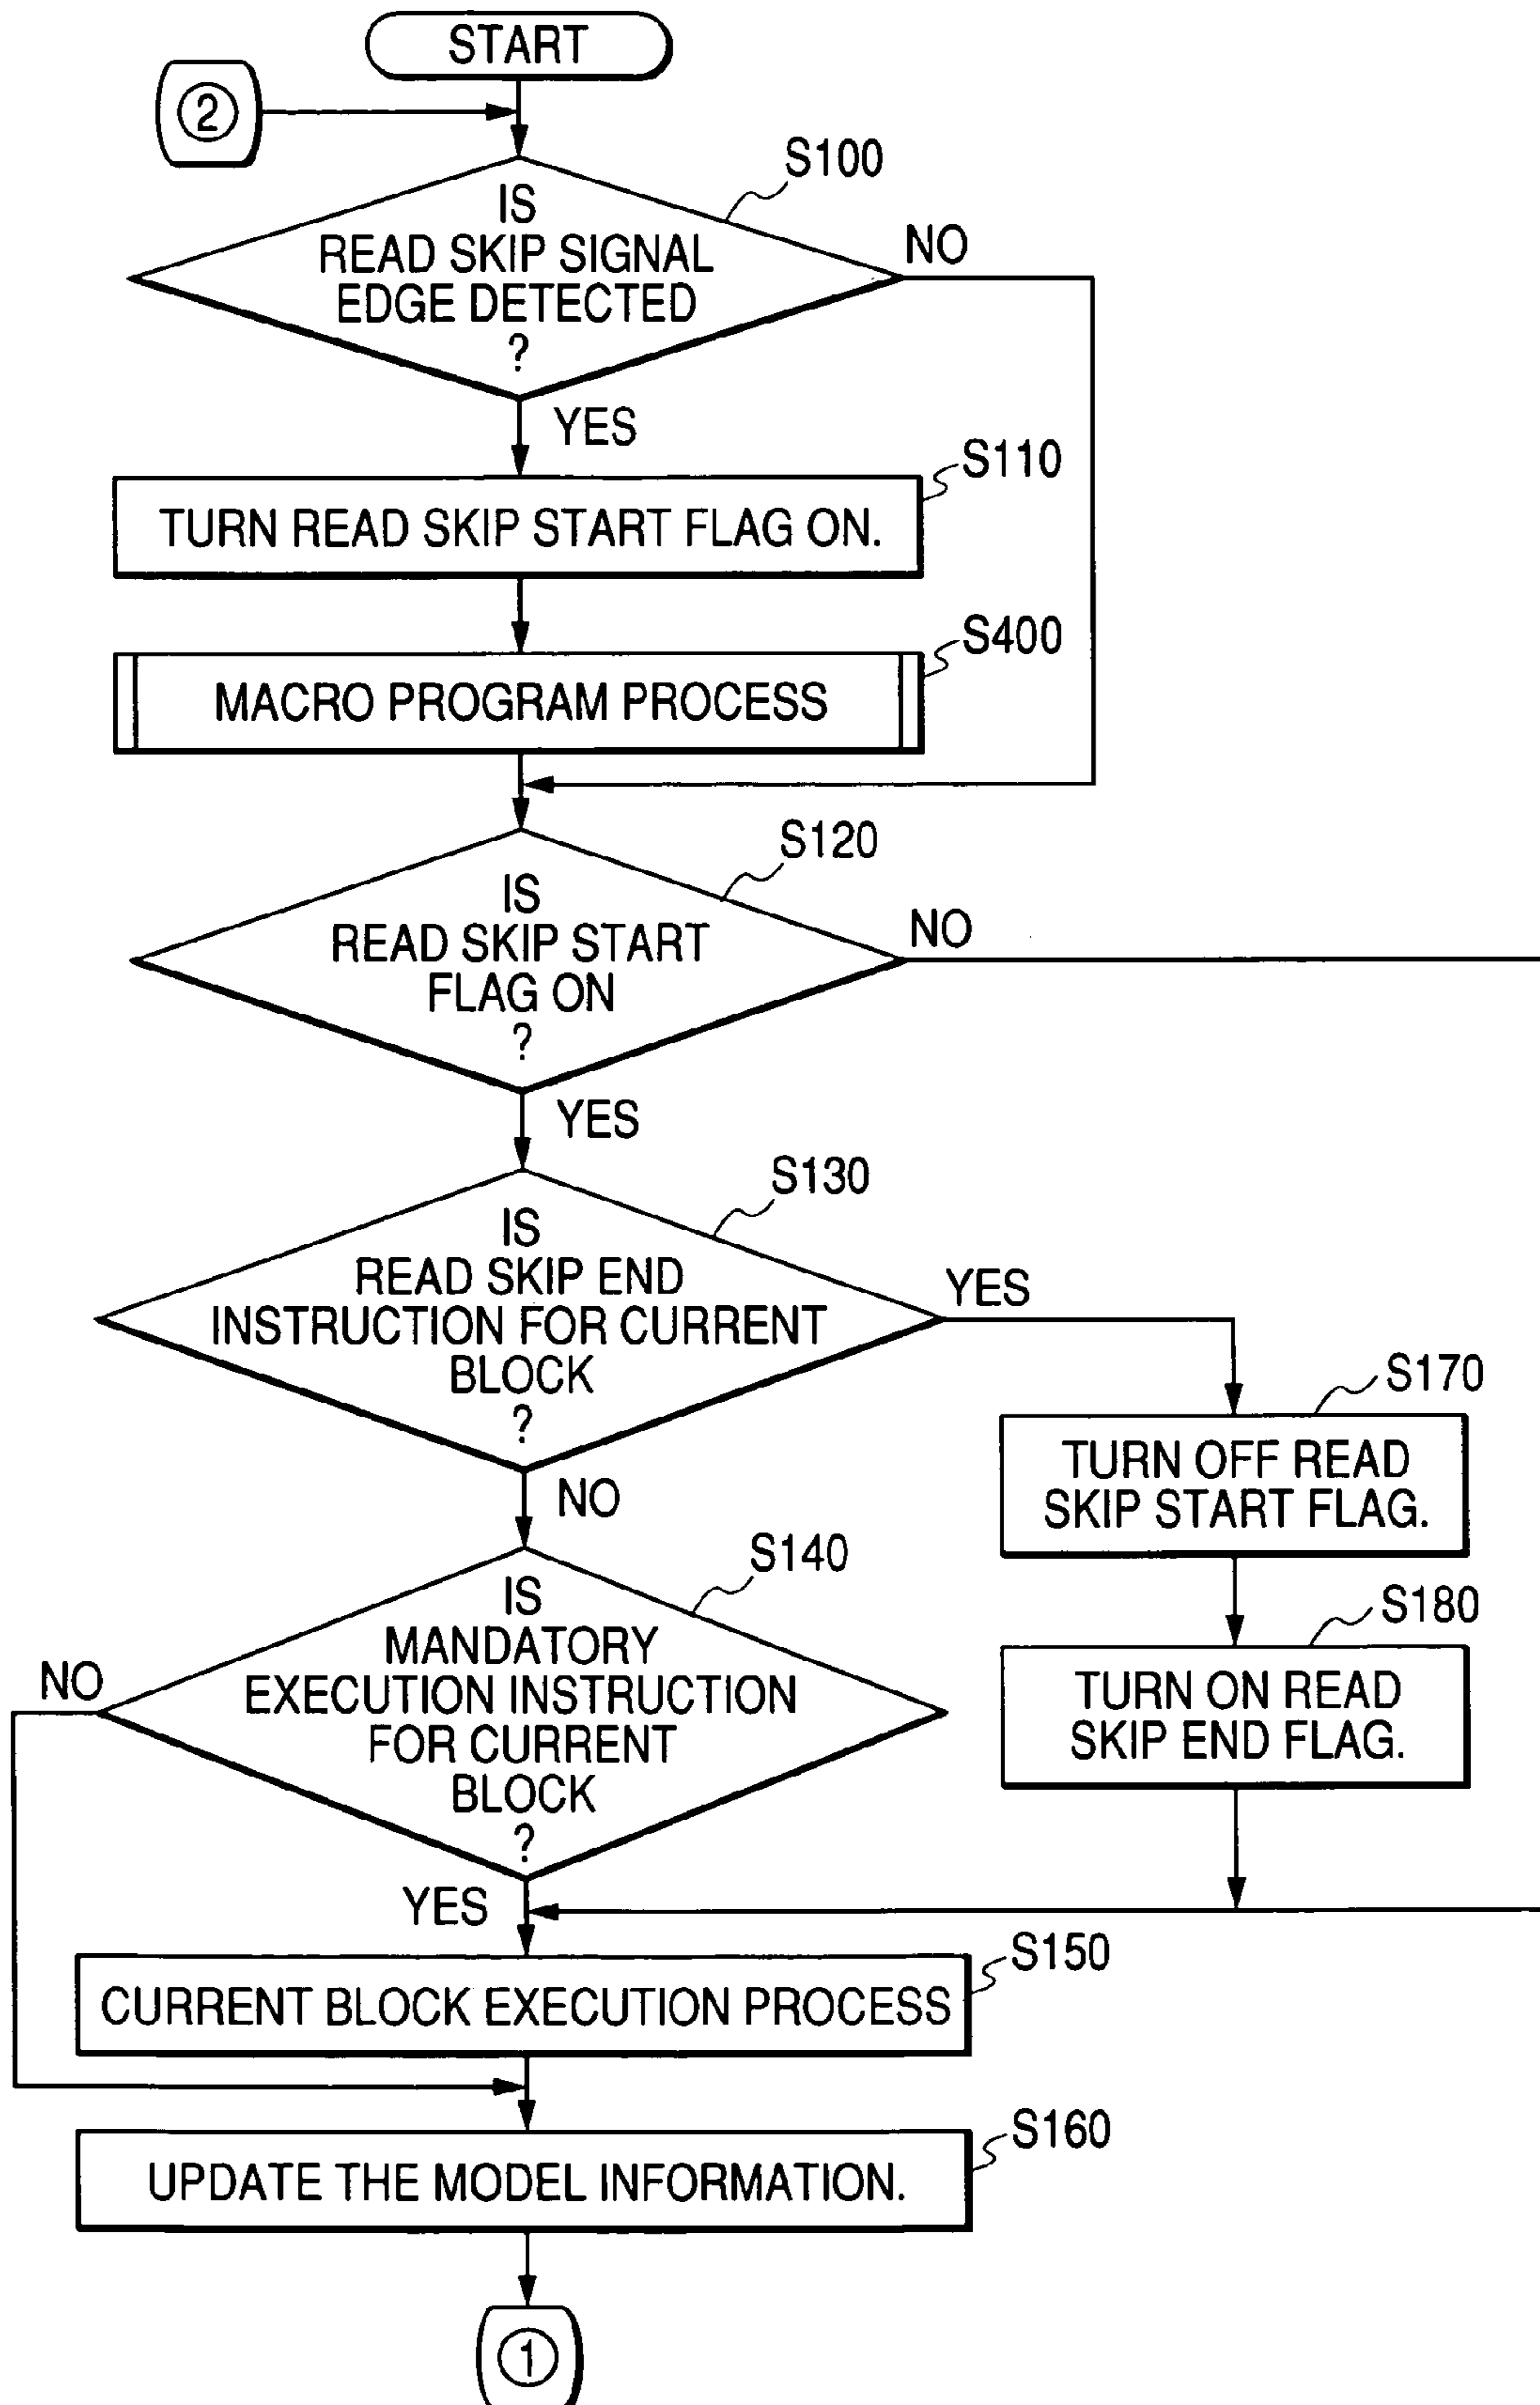 START
②
S100
IS
READ SKIP SIGNAL
EDGE DETECTED
?
NO
YES
S110
TURN READ SKIP START FLAG ON.
S400
MACRO PROGRAM PROCESS
S120
IS
READ SKIP START
FLAG ON
?
NO
YES
S130
IS
READ SKIP END
INSTRUCTION FOR CURRENT
BLOCK
?
YES
NO
S170
TURN OFF READ
SKIP START FLAG.
S140
IS
MANDATORY
EXECUTION INSTRUCTION
FOR CURRENT
BLOCK
?
NO
YES
S180
TURN ON READ
SKIP END FLAG.
S150
CURRENT BLOCK EXECUTION PROCESS
S160
UPDATE THE MODEL INFORMATION.
①